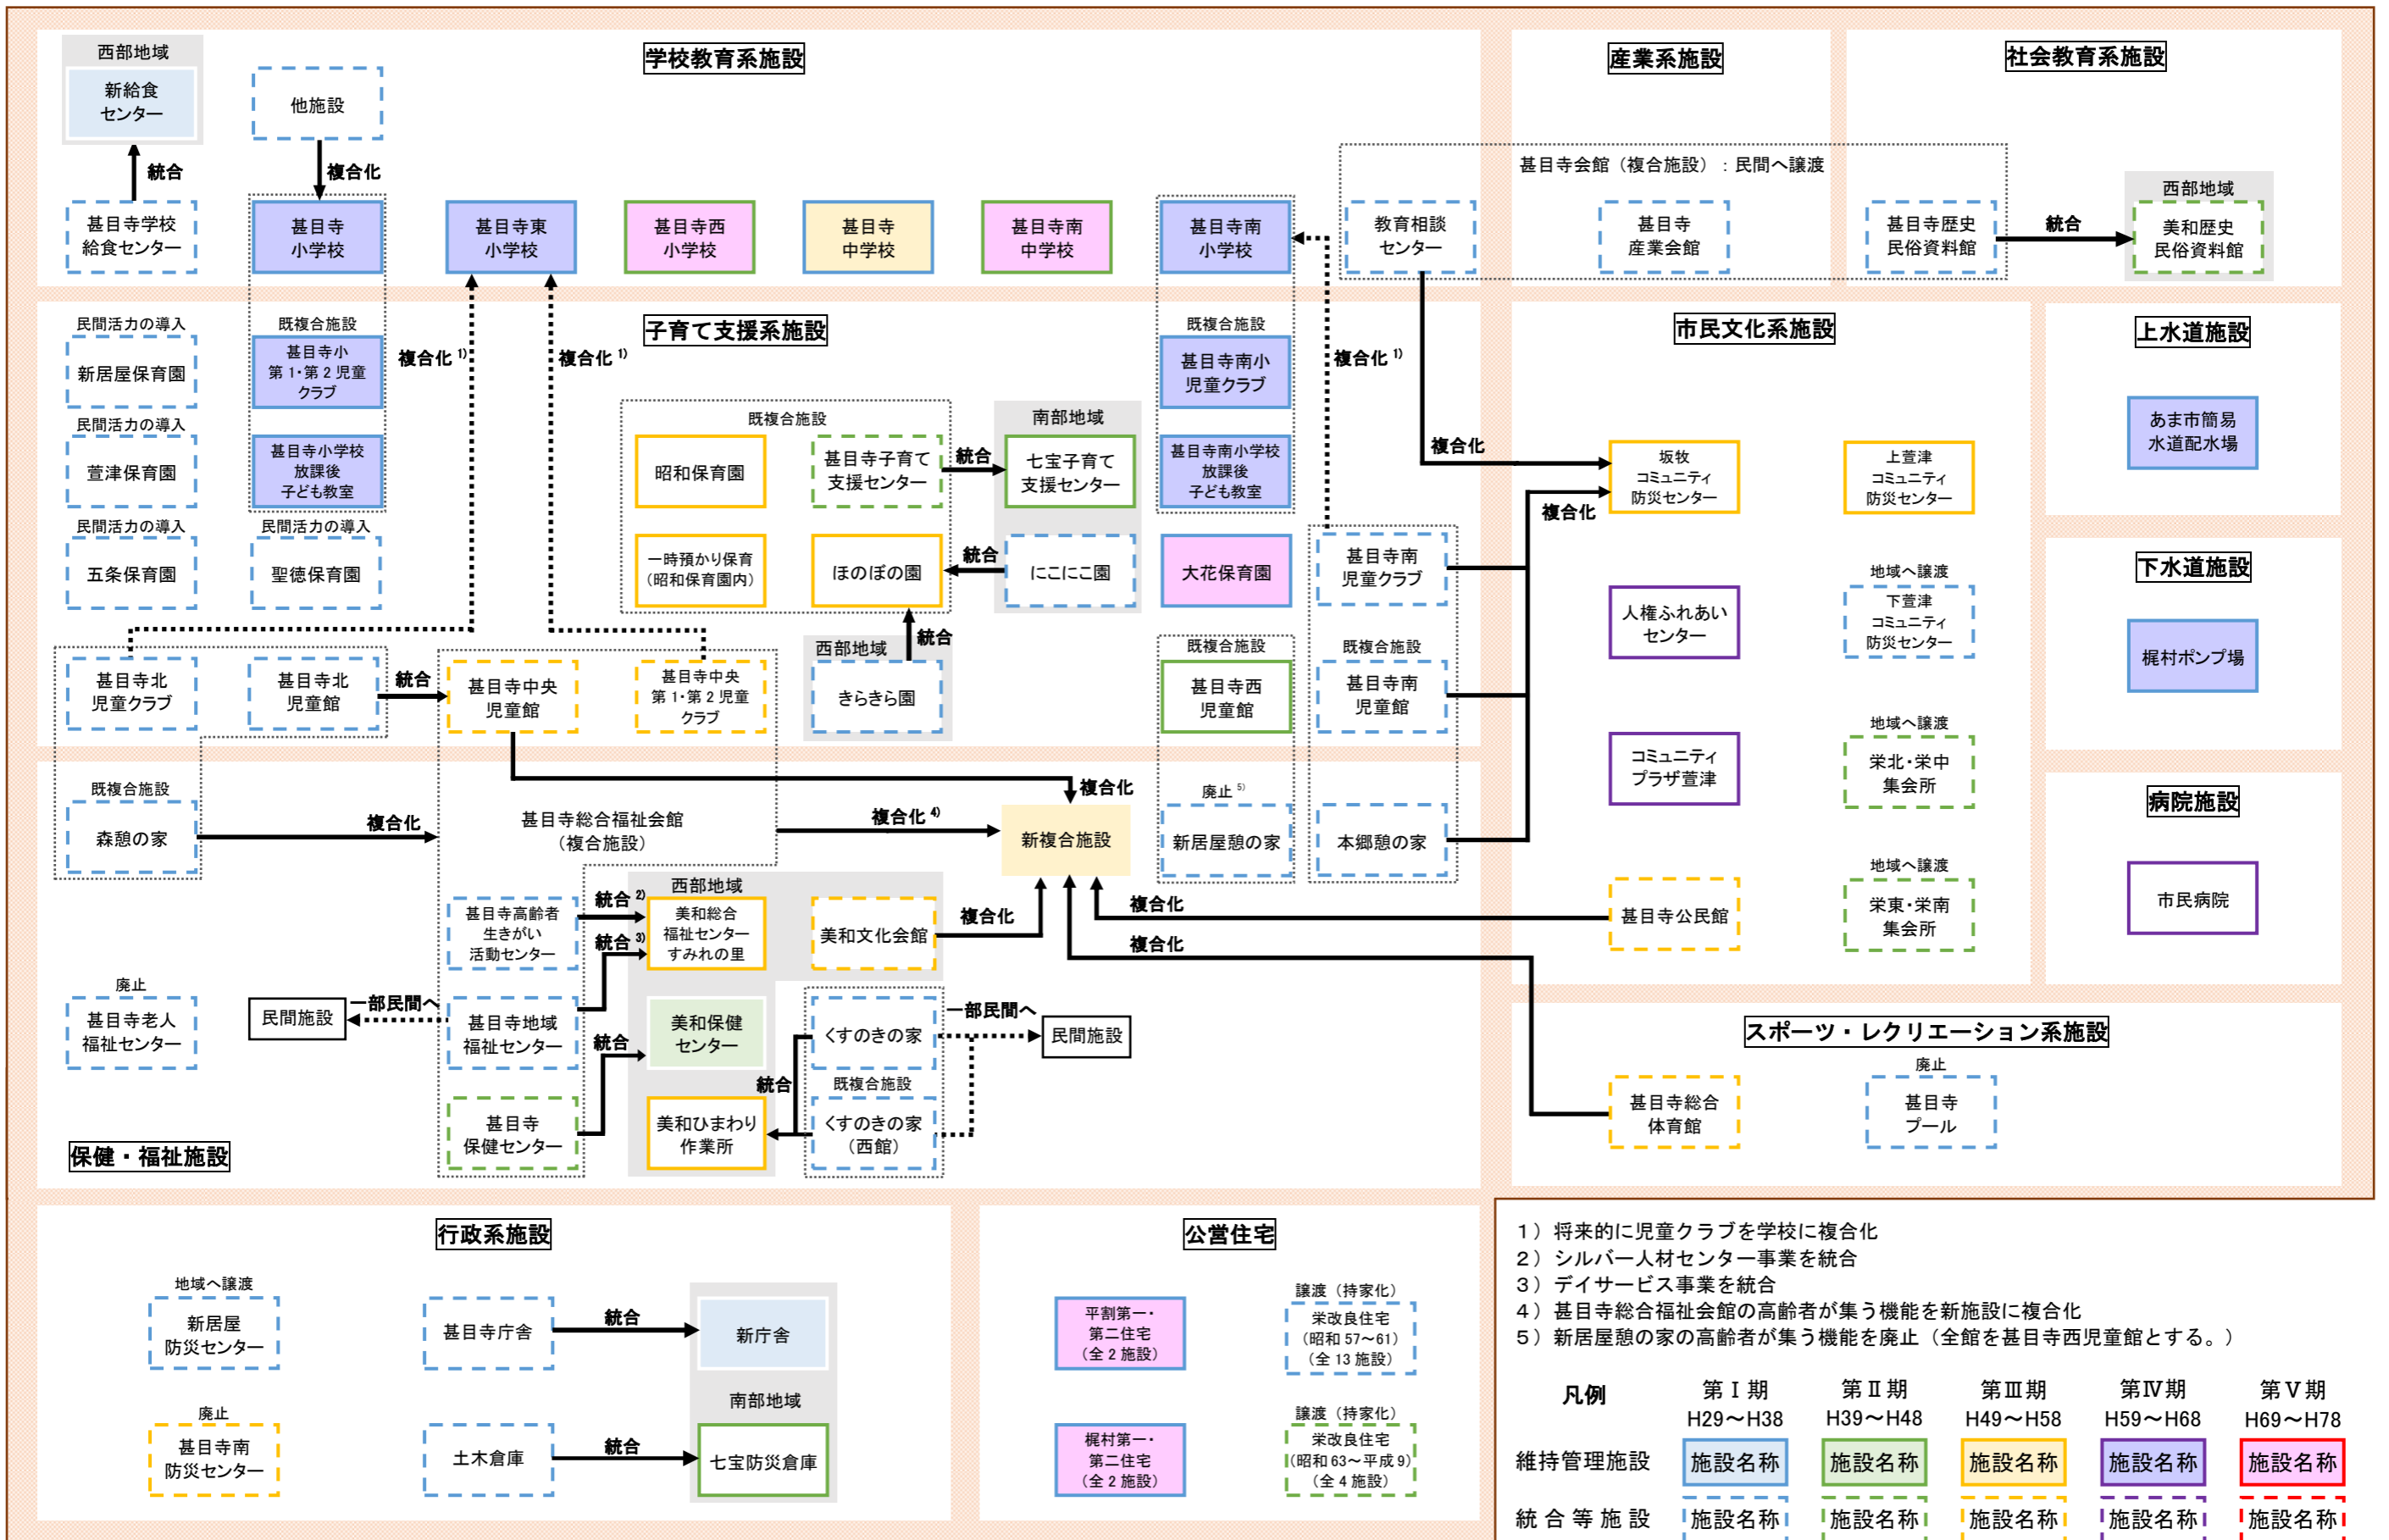 学校教育系施設
西部地域
新給食
センター
統合
甚目寺学校
給食センター
他施設
複合化
甚目寺
小学校
甚目寺東
小学校
甚目寺西
小学校
甚目寺
中学校
甚目寺南
中学校
甚目寺南
小学校
教育相談
センター
産業系施設
甚目寺会館（複合施設）：民間へ譲渡
甚目寺
産業会館
社会教育系施設
甚目寺歴史
民俗資料館
統合
西部地域
美和歴史
民俗資料館
子育て支援系施設
民間活力の導入
新居屋保育園
民間活力の導入
萱津保育園
民間活力の導入
五条保育園
既複合施設
甚目寺小
第1・第2児童
クラブ
甚目寺小学校
放課後
子ども教室
民間活力の導入
聖徳保育園
複合化 1)
複合化 1)
既複合施設
昭和保育園
甚目寺子育て
支援センター
統合
南部地域
七宝子育て
支援センター
一時預かり保育
（昭和保育園内）
ほのぼの園
統合
にこにこ園
統合
西部地域
きらきら園
既複合施設
甚目寺南小
児童クラブ
甚目寺南小学校
放課後
子ども教室
大花保育園
複合化 1)
甚目寺南
児童クラブ
既複合施設
甚目寺南
児童館
既複合施設
甚目寺西
児童館
甚目寺北
児童クラブ
甚目寺北
児童館
統合
甚目寺中央
児童館
甚目寺中央
第1・第2児童
クラブ
市民文化系施設
複合化
複合化
坂牧
コミュニティ
防災センター
上萱津
コミュニティ
防災センター
人権ふれあい
センター
地域へ譲渡
下萱津
コミュニティ
防災センター
コミュニティ
プラザ萱津
地域へ譲渡
栄北・栄中
集会所
甚目寺公民館
地域へ譲渡
栄東・栄南
集会所
上水道施設
あま市簡易
水道配水場
下水道施設
梶村ポンプ場
病院施設
市民病院
既複合施設
森憩の家
複合化
甚目寺総合福祉会館
（複合施設）
複合化 4)
複合化
新複合施設
廃止 5)
新居屋憩の家
本郷憩の家
甚目寺高齢者
生きがい
活動センター
統合 2)
統合 3)
西部地域
美和総合
福祉センター
すみれの里
美和文化会館
複合化
複合化
複合化
廃止
甚目寺老人
福祉センター
民間施設
一部民間へ
甚目寺地域
福祉センター
統合
美和保健
センター
くすのきの家
一部民間へ
民間施設
甚目寺
保健センター
美和ひまわり
作業所
統合
既複合施設
くすのきの家
（西館）
保健・福祉施設
スポーツ・レクリエーション系施設
甚目寺総合
体育館
廃止
甚目寺
プール
行政系施設
地域へ譲渡
新居屋
防災センター
甚目寺庁舎
統合
新庁舎
廃止
甚目寺南
防災センター
土木倉庫
統合
南部地域
七宝防災倉庫
公営住宅
平割第一・
第二住宅
（全2施設）
譲渡（持家化）
栄改良住宅
（昭和57～61）
（全13施設）
梶村第一・
第二住宅
（全2施設）
譲渡（持家化）
栄改良住宅
（昭和63～平成9）
（全4施設）
1）将来的に児童クラブを学校に複合化
2）シルバー人材センター事業を統合
3）デイサービス事業を統合
4）甚目寺総合福祉会館の高齢者が集う機能を新施設に複合化
5）新居屋憩の家の高齢者が集う機能を廃止（全館を甚目寺西児童館とする。）
凡例 第Ⅰ期 第Ⅱ期 第Ⅲ期 第Ⅳ期 第Ⅴ期
H29～H38 H39～H48 H49～H58 H59～H68 H69～H78
維持管理施設 施設名称 施設名称 施設名称 施設名称 施設名称
統合等施設 施設名称 施設名称 施設名称 施設名称 施設名称